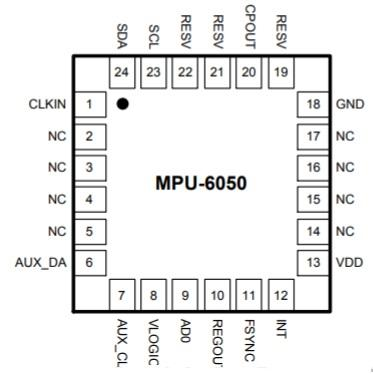 SDA SCL RESV RESV CPOUT RESV
24 23 22 21 20 19
CLKIN 1 18 GND
NC 2 17 NC
NC 3 16 NC
MPU-6050
NC 4 15 NC
NC 5 14 NC
AUX_DA 6 13 VDD
7 8 9 10 11 12
AUX_CL VLOGIC AD0 REGOUT FSYNC INT